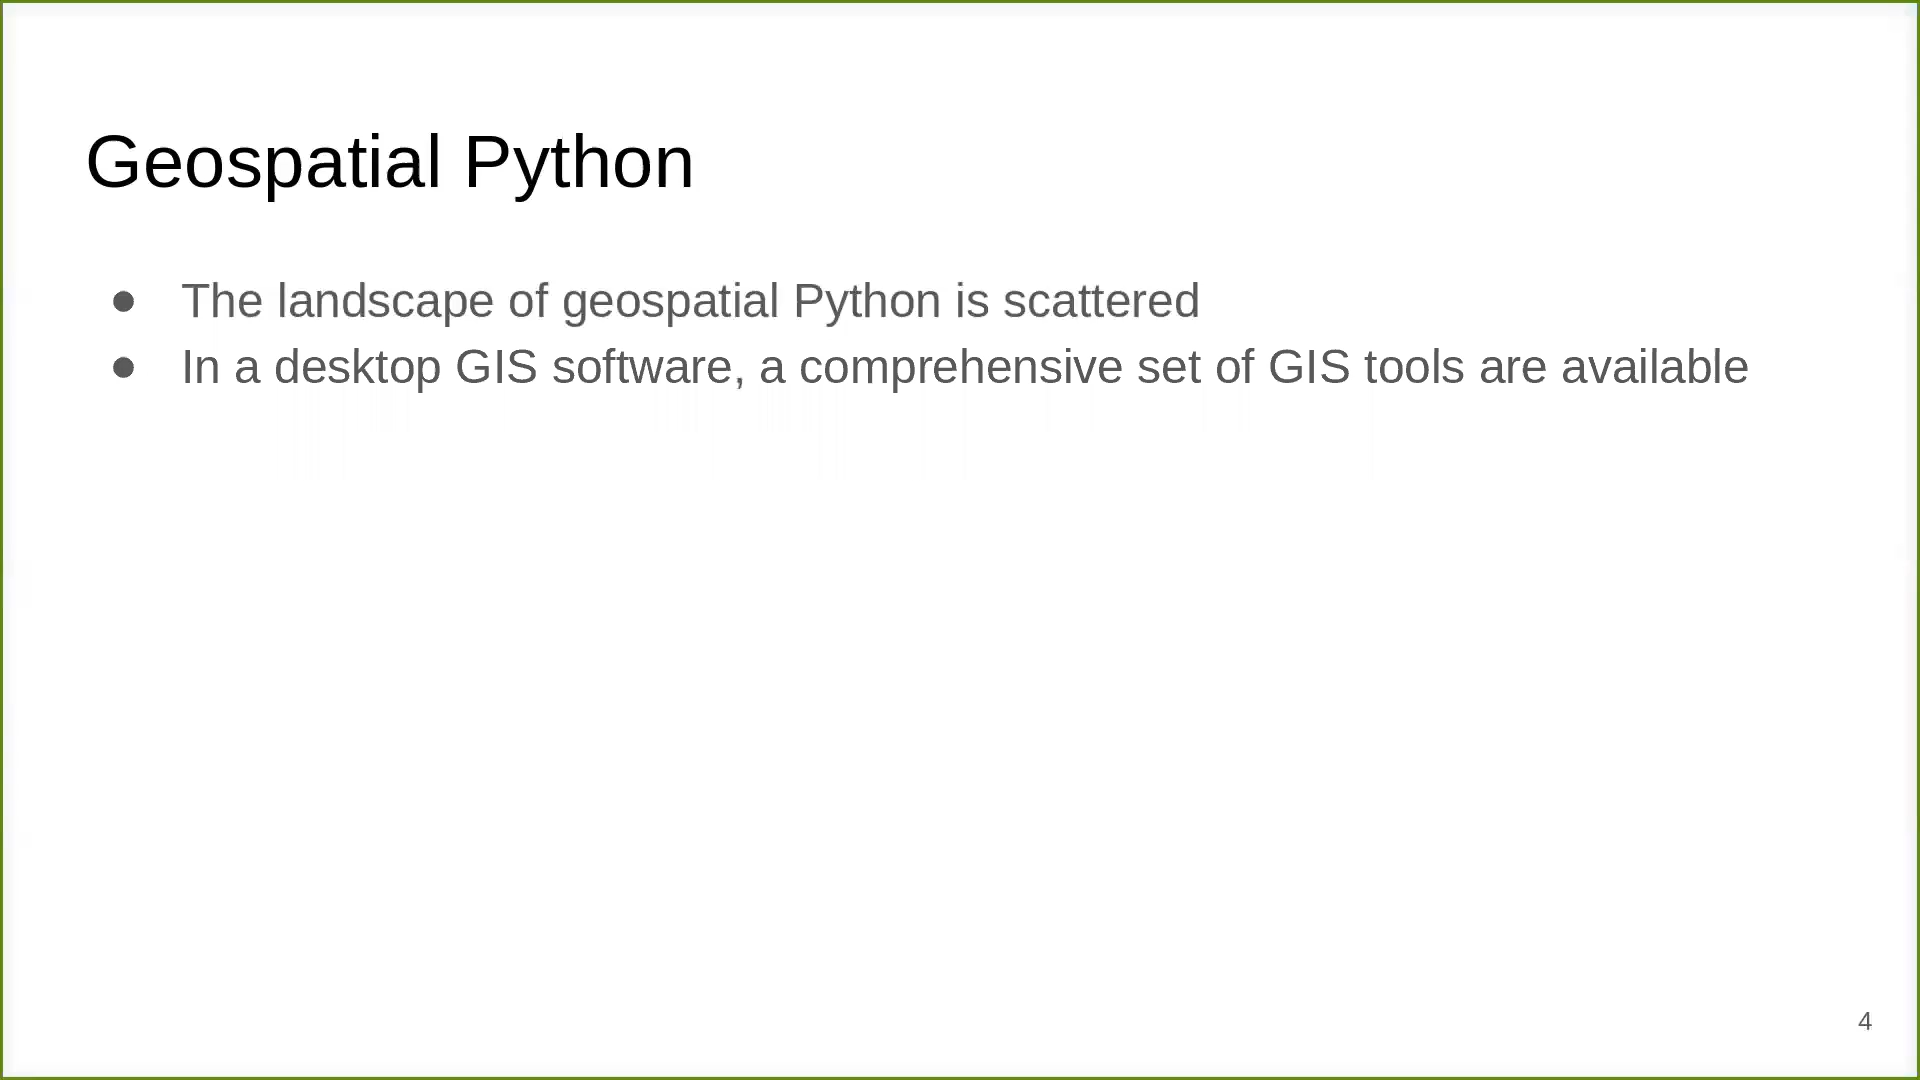 Geospatial Python
● The landscape of geospatial Python is scattered
● In a desktop GIS software, a comprehensive set of GIS tools are available
4